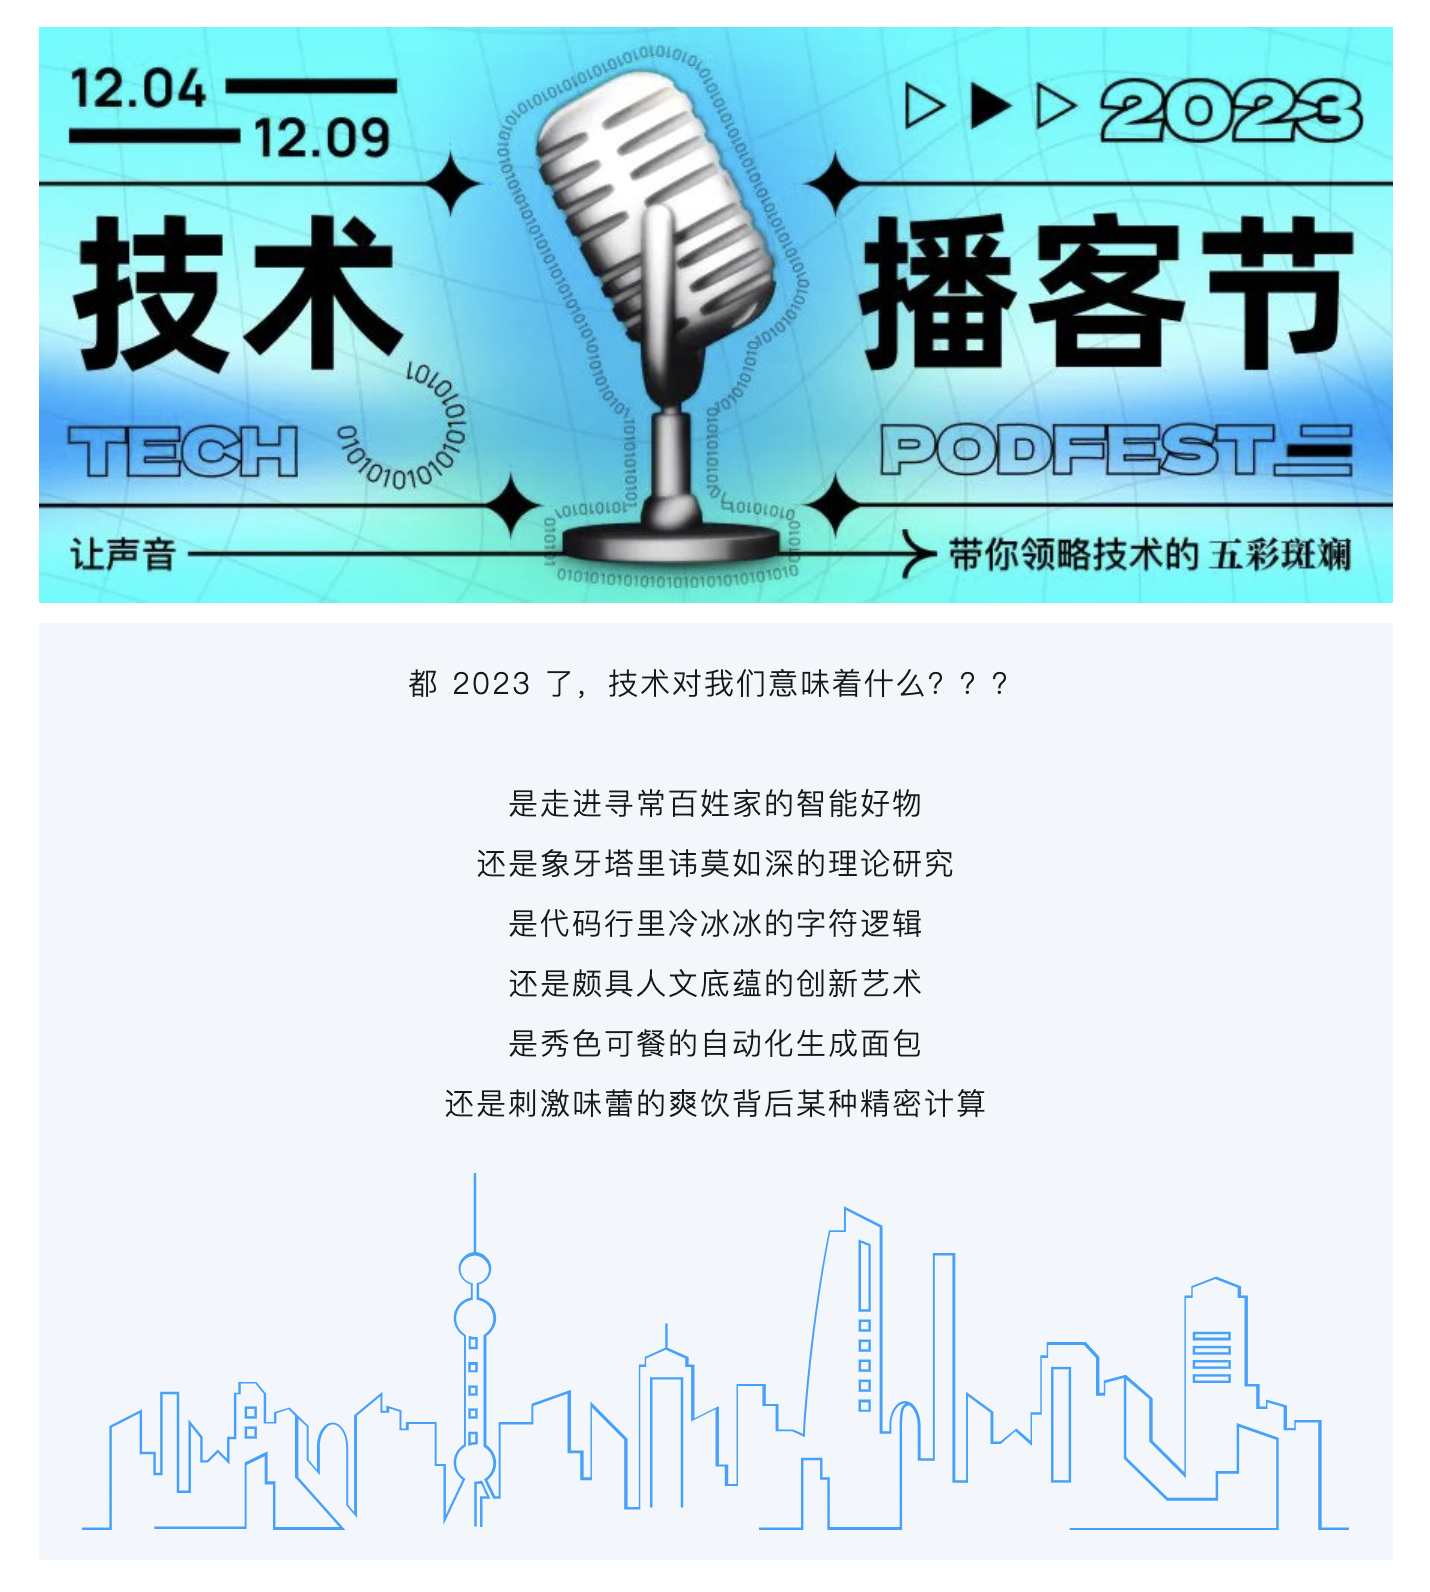 12.04
12.09
2023
技术
播客节
TECH
PODFEST
让声音
带你领略技术的 五彩斑斓
都 2023 了，技术对我们意味着什么？？？
是走进寻常百姓家的智能好物
还是象牙塔里讳莫如深的理论研究
是代码行里冷冰冰的字符逻辑
还是颇具人文底蕴的创新艺术
是秀色可餐的自动化生成面包
还是刺激味蕾的爽饮背后某种精密计算